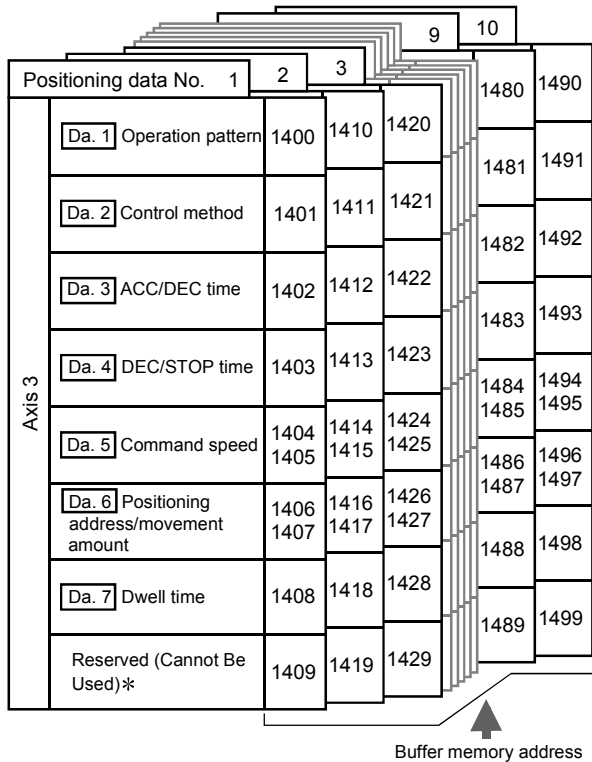 9 10
Positioning data No. 1 2 3
Axis 3
Da. 1 Operation pattern 1400 1410 1420 1480 1490
Da. 2 Control method 1401 1411 1421 1481 1491
Da. 3 ACC/DEC time 1402 1412 1422 1482 1492
Da. 4 DEC/STOP time 1403 1413 1423 1483 1493
Da. 5 Command speed 1404 1414 1424 1484 1494
1405 1415 1425 1485 1495
Da. 6 Positioning 1406 1416 1426 1486 1496
address/movement 1407 1417 1427 1487 1497
amount
Da. 7 Dwell time 1408 1418 1428 1488 1498
Reserved (Cannot Be 1409 1419 1429 1489 1499
Used)*
Buffer memory address